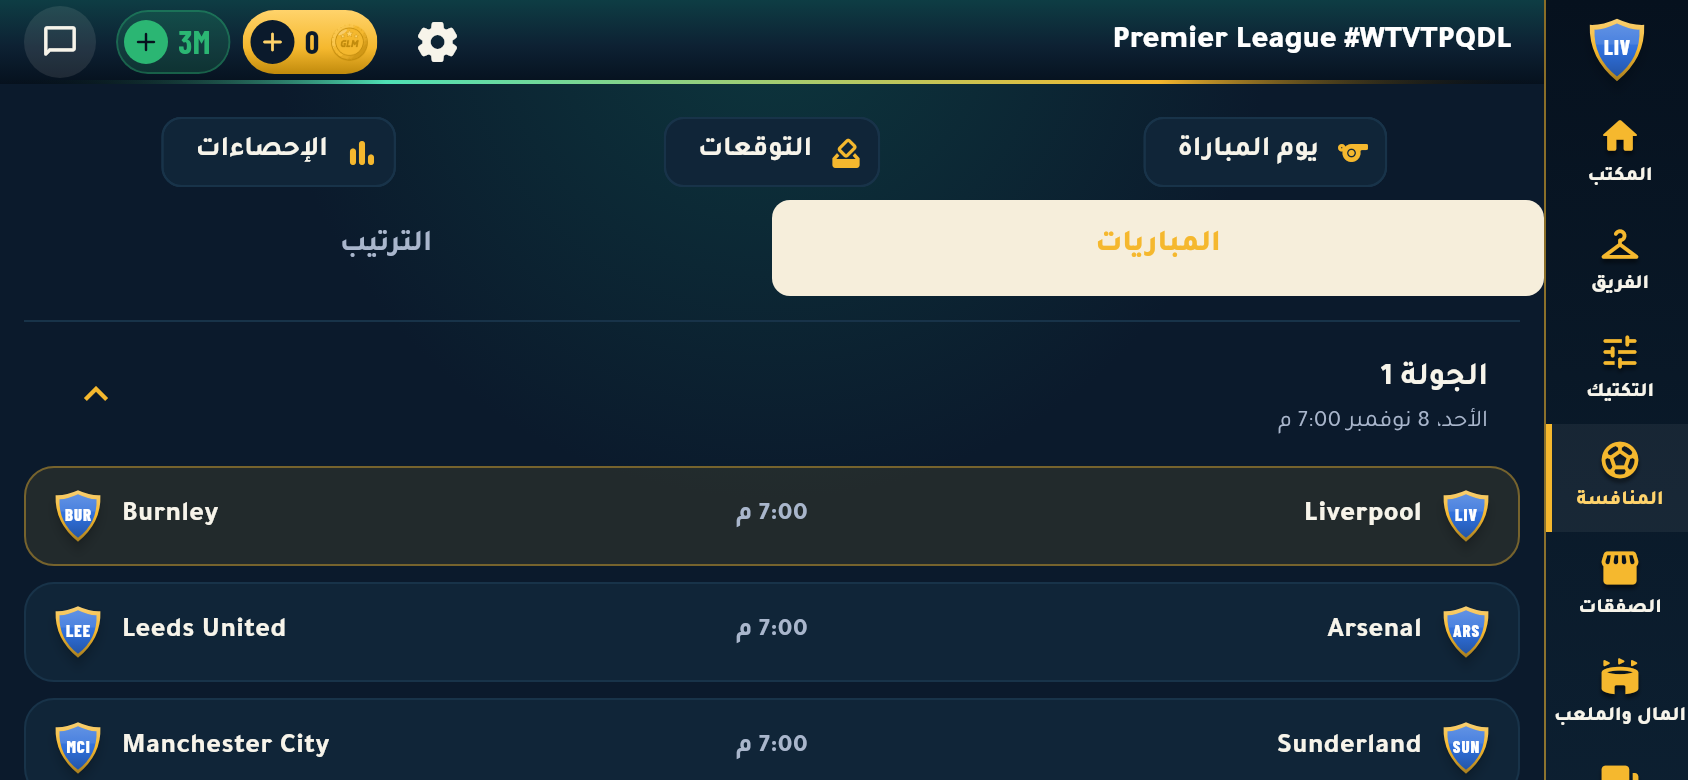 Premier League #WTVTPQDL
GLM
0
3M
LIV
المكتب
الفريق
التكتيك
المنافسة
الصفقات
المال والملعب
يوم المباراة
التوقعات
الإحصاءات
المباريات
الترتيب
الجولة 1
الأحد، 8 نوفمبر 7:00 م
LIV Liverpool 7:00 م Burnley BUR
ARS Arsenal 7:00 م Leeds United LEE
SUN Sunderland 7:00 م Manchester City MCI